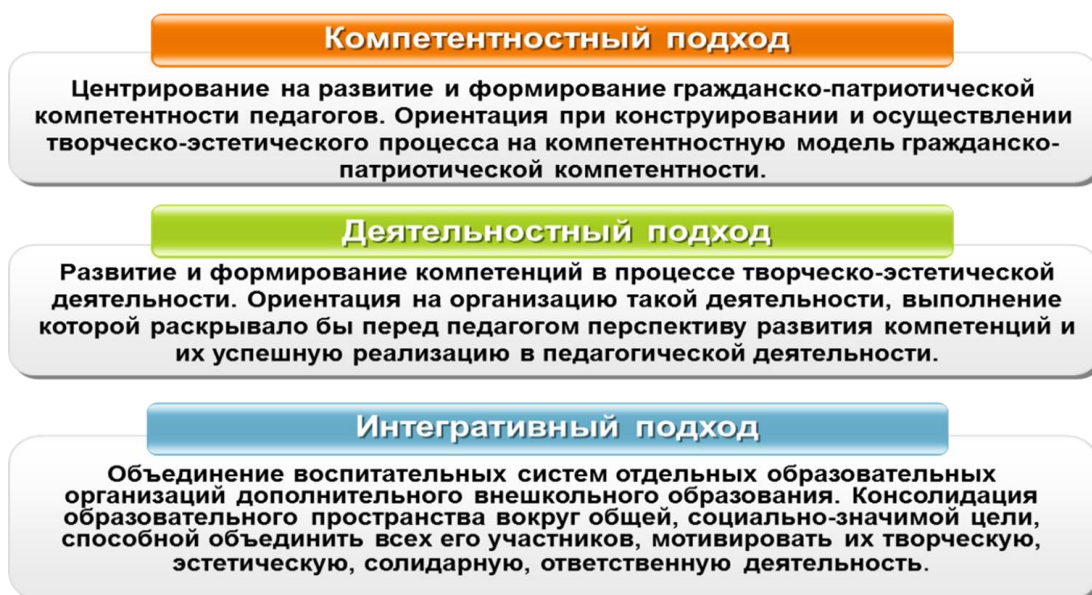 Компетентностный подход
Центрирование на развитие и формирование гражданско-патриотической
компетентности педагогов. Ориентация при конструировании и осуществлении
творческо-эстетического процесса на компетентностную модель гражданско-
патриотической компетентности.
Деятельностный подход
Развитие и формирование компетенций в процессе творческо-эстетической
деятельности. Ориентация на организацию такой деятельности, выполнение
которой раскрывало бы перед педагогом перспективу развития компетенций и
их успешную реализацию в педагогической деятельности.
Интегративный подход
Объединение воспитательных систем отдельных образовательных
организаций дополнительного внешкольного образования. Консолидация
образовательного пространства вокруг общей, социально-значимой цели,
способной объединить всех его участников, мотивировать их творческую,
эстетическую, солидарную, ответственную деятельность.